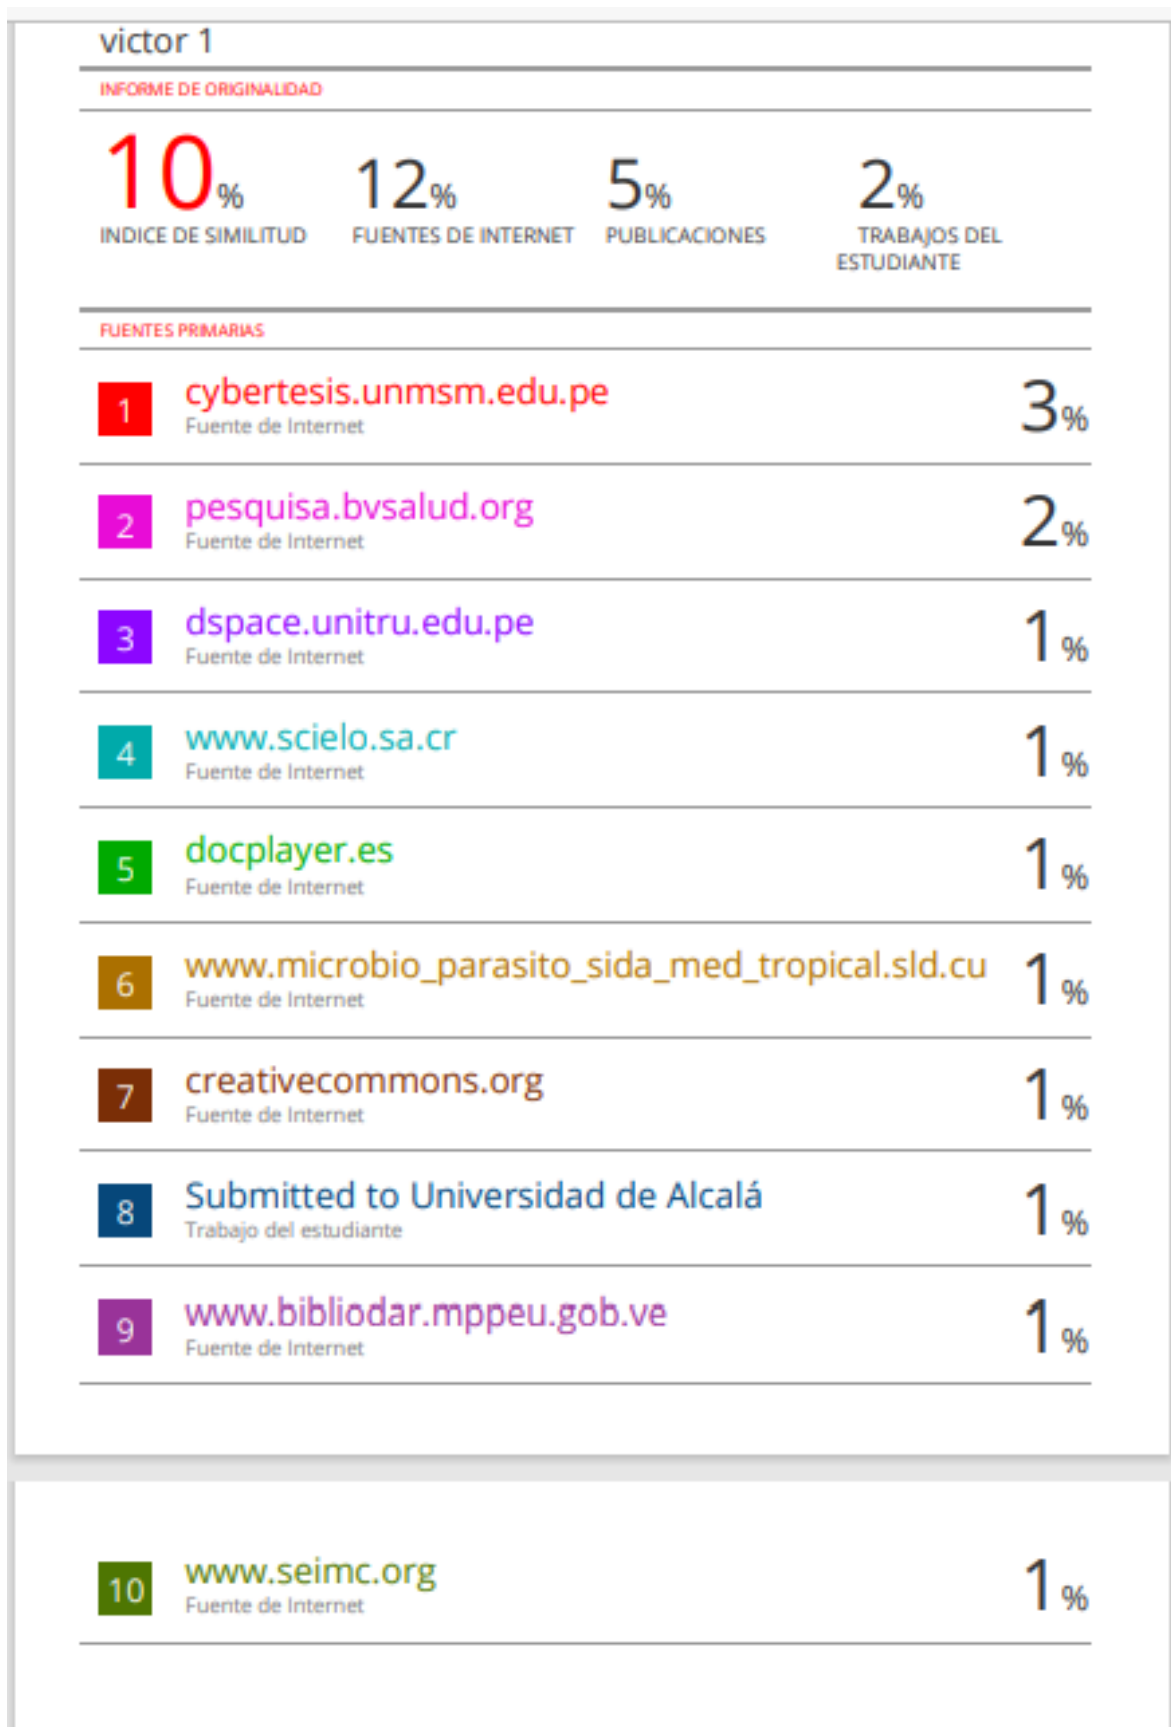 victor 1
INFORME DE ORIGINALIDAD
10% 12% 5% 2%
INDICE DE SIMILITUD FUENTES DE INTERNET PUBLICACIONES TRABAJOS DEL
ESTUDIANTE
FUENTES PRIMARIAS
1 cybertesis.unmsm.edu.pe 3%
Fuente de Internet
2 pesquisa.bvsalud.org 2%
Fuente de Internet
3 dspace.unitru.edu.pe 1%
Fuente de Internet
4 www.scielo.sa.cr 1%
Fuente de Internet
5 docplayer.es 1%
Fuente de Internet
6 www.microbio_parasito_sida_med_tropical.sld.cu 1%
Fuente de Internet
7 creativecommons.org 1%
Fuente de Internet
8 Submitted to Universidad de Alcalá 1%
Trabajo del estudiante
9 www.bibliodar.mppeu.gob.ve 1%
Fuente de Internet
10 www.seimc.org 1%
Fuente de Internet